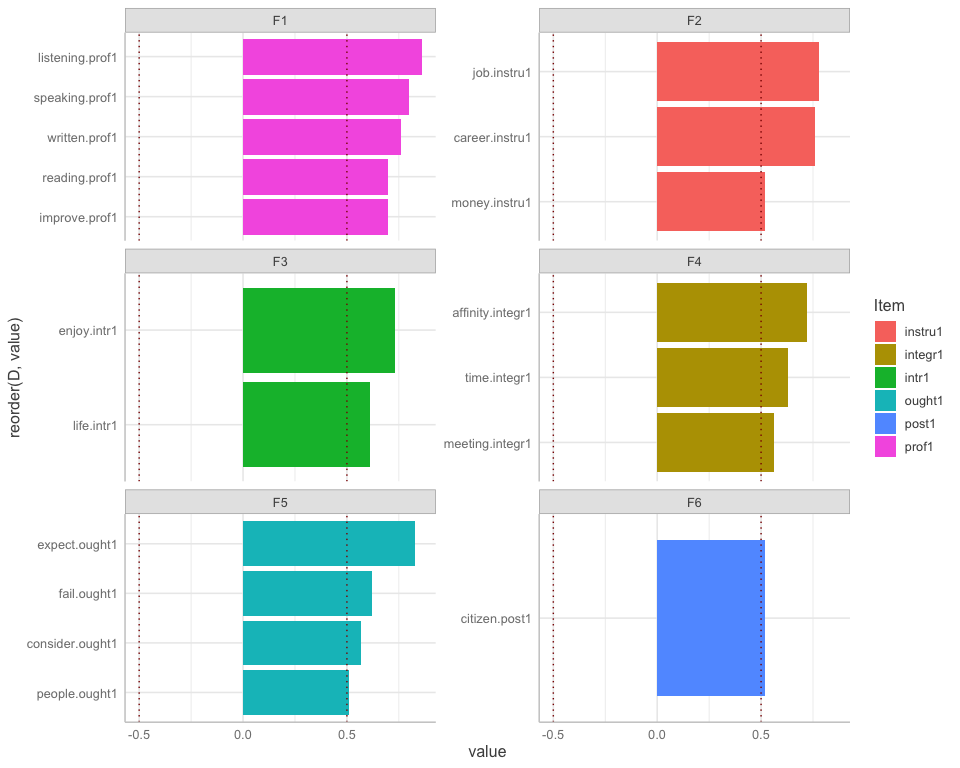 F1
listening.prof1
speaking.prof1
written.prof1
reading.prof1
improve.prof1
F2
job.instru1
career.instru1
money.instru1
F3
enjoy.intr1
life.intr1
F4
affinity.integr1
time.integr1
meeting.integr1
F5
expect.ought1
fail.ought1
consider.ought1
people.ought1
-0.5 0.0 0.5
F6
citizen.post1
-0.5 0.0 0.5
value
reorder(D, value)
Item
instru1
integr1
intr1
ought1
post1
prof1